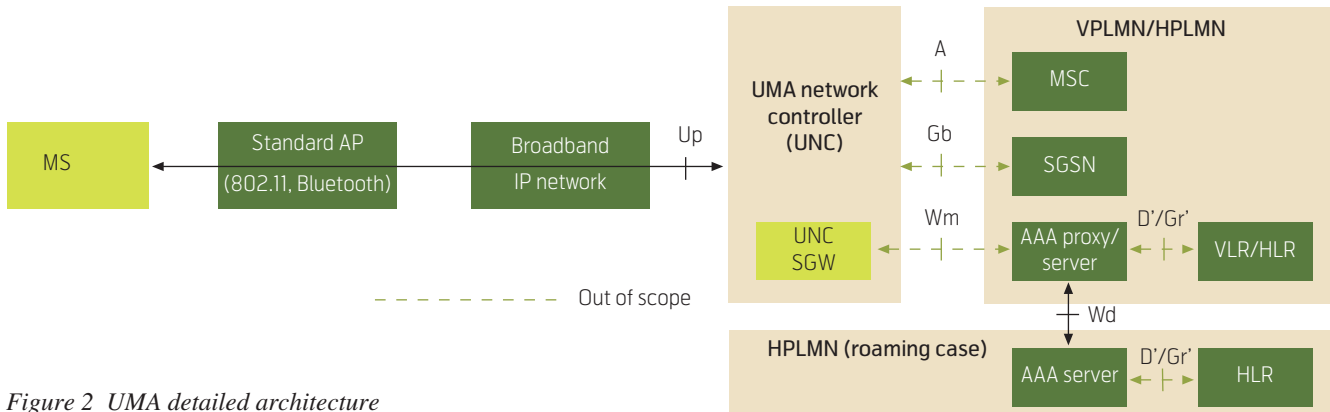 VPLMN/HPLMN
A
MSC
UMA network
controller
(UNC)
Gb
SGSN
MS
Standard AP
(802.11, Bluetooth)
Broadband
IP network
Up
Wm
UNC
SGW
AAA proxy/
server
D'/Gr'
VLR/HLR
Out of scope
Wd
HPLMN (roaming case)
AAA server
D'/Gr'
HLR
Figure 2 UMA detailed architecture